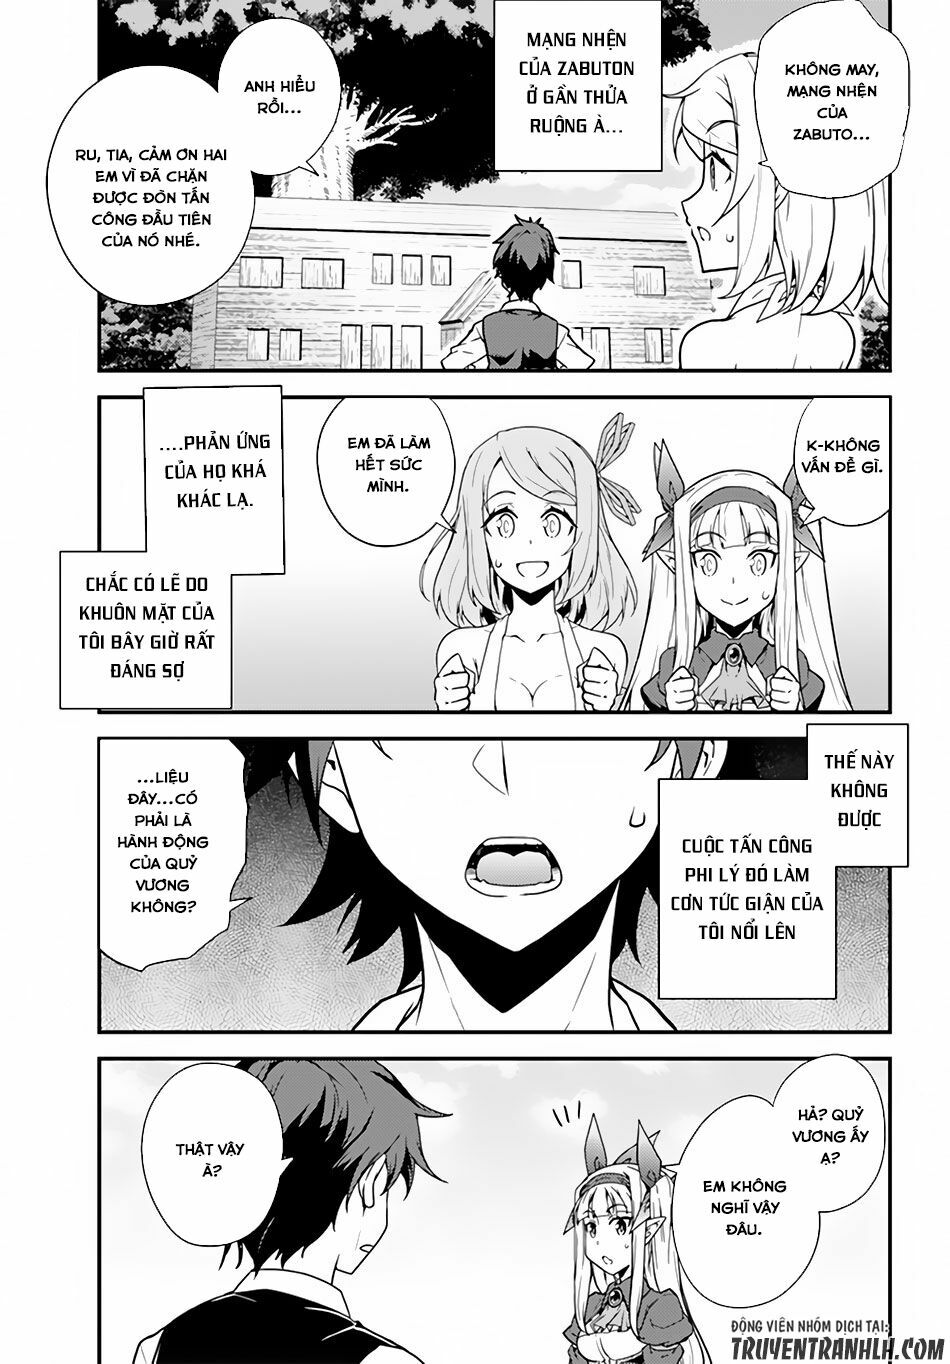 KHÔNG MAY,
MẠNG NHỆN
CỦA
ZABUTO...
MẠNG NHỆN
CỦA ZABUTON
Ở GẦN THỬA
RUỘNG À...
ANH HIỂU
RỒI...
RU, TIA, CẢM ƠN HAI
EM VÌ ĐÃ CHẶN
ĐƯỢC ĐÒN TẤN
CÔNG ĐẦU TIÊN
CỦA NÓ NHÉ.
K-KHÔNG
VẤN ĐỀ GÌ.
EM ĐÃ LÀM
HẾT SỨC
MÌNH.
....PHẢN ỨNG
CỦA HỌ KHÁ
KHÁC LẠ.
CHẮC CÓ LẼ DO
KHUÔN MẶT CỦA
TÔI BÂY GIỜ RẤT
ĐÁNG SỢ
THẾ NÀY
KHÔNG
ĐƯỢC
CUỘC TẤN CÔNG
PHI LÝ ĐÓ LÀM
CƠN TỨC GIẬN CỦA
TÔI NỔI LÊN
...LIỆU
ĐÂY...CÓ
PHẢI LÀ
HÀNH ĐỘNG
CỦA QUỶ
VƯƠNG
KHÔNG?
HẢ? QUỶ
VƯƠNG ẤY
Ạ?
EM KHÔNG
NGHĨ VẬY
ĐÂU.
THẬT VẬY
À?
ĐỘNG VIÊN NHÓM DỊCH TẠI:
TRUYENTRANHLH.COM